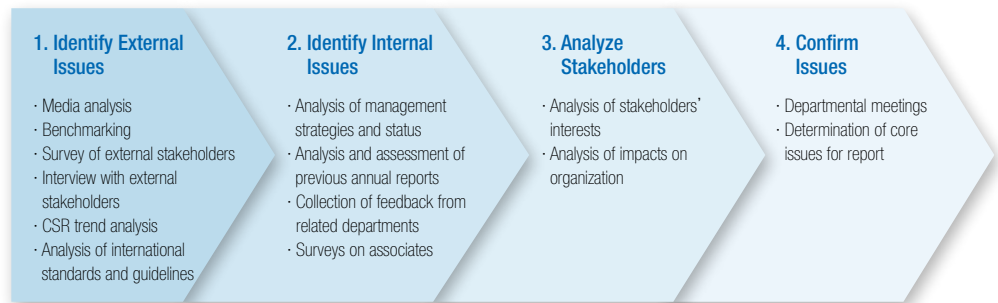 1. Identify External
Issues
· Media analysis
· Benchmarking
· Survey of external stakeholders
· Interview with external
stakeholders
· CSR trend analysis
· Analysis of international
standards and guidelines
2. Identify Internal
Issues
· Analysis of management
strategies and status
· Analysis and assessment of
previous annual reports
· Collection of feedback from
related departments
· Surveys on associates
3. Analyze
Stakeholders
· Analysis of stakeholders'
interests
· Analysis of impacts on
organization
4. Confirm
Issues
· Departmental meetings
· Determination of core
issues for report